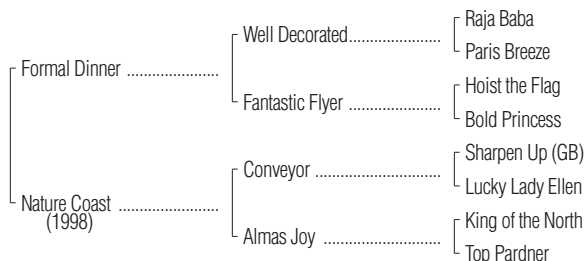 Raja Baba
Well Decorated
Paris Breeze
Formal Dinner
Hoist the Flag
Fantastic Flyer
Bold Princess
Sharpen Up (GB)
Conveyor
Lucky Lady Ellen
Nature Coast
(1998)
King of the North
Almas Joy
Top Pardner